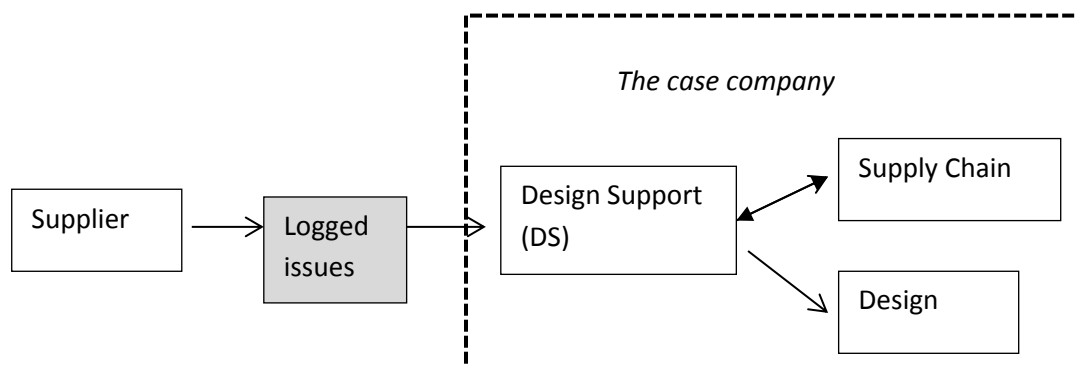 The case company
Supplier
Logged
issues
Design Support
(DS)
Supply Chain
Design